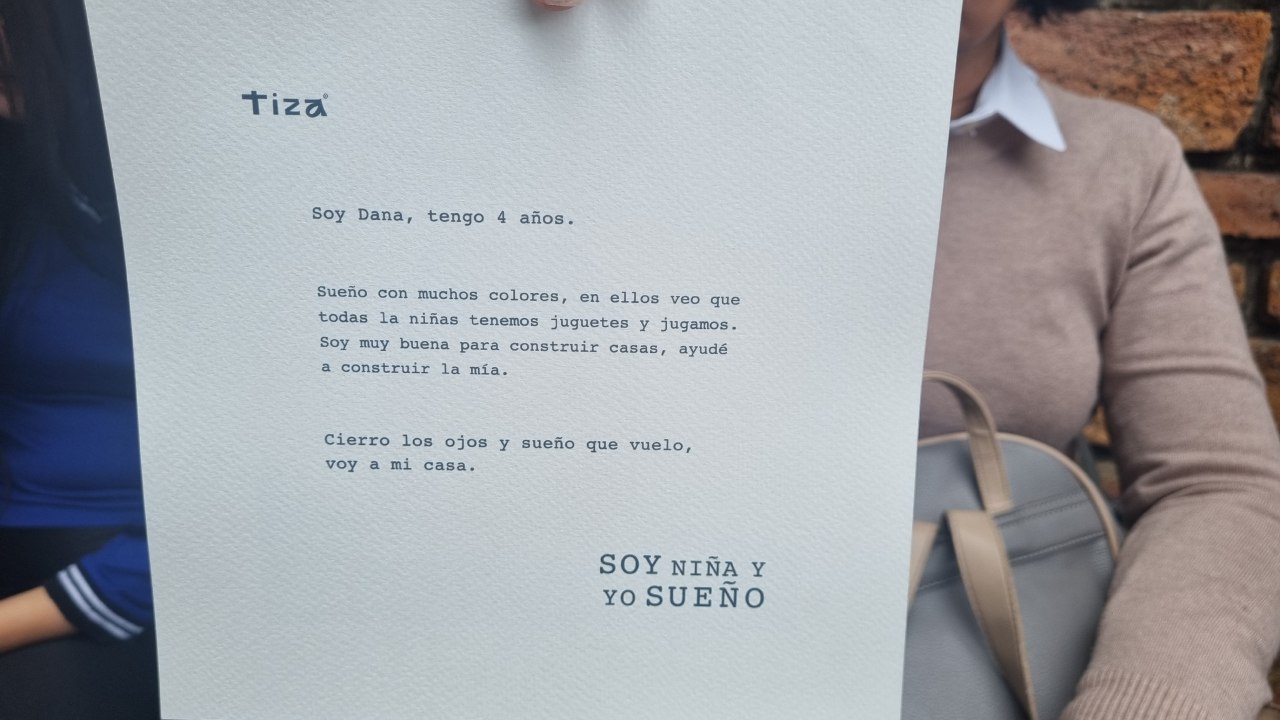 Tiza®
Soy Dana, tengo 4 años.
Sueño con muchos colores, en ellos veo que
todas la niñas tenemos juguetes y jugamos.
Soy muy buena para construir casas, ayudé
a construir la mía.
Cierro los ojos y sueño que vuelo,
voy a mi casa.
SOY NIÑA Y
YO SUEÑO